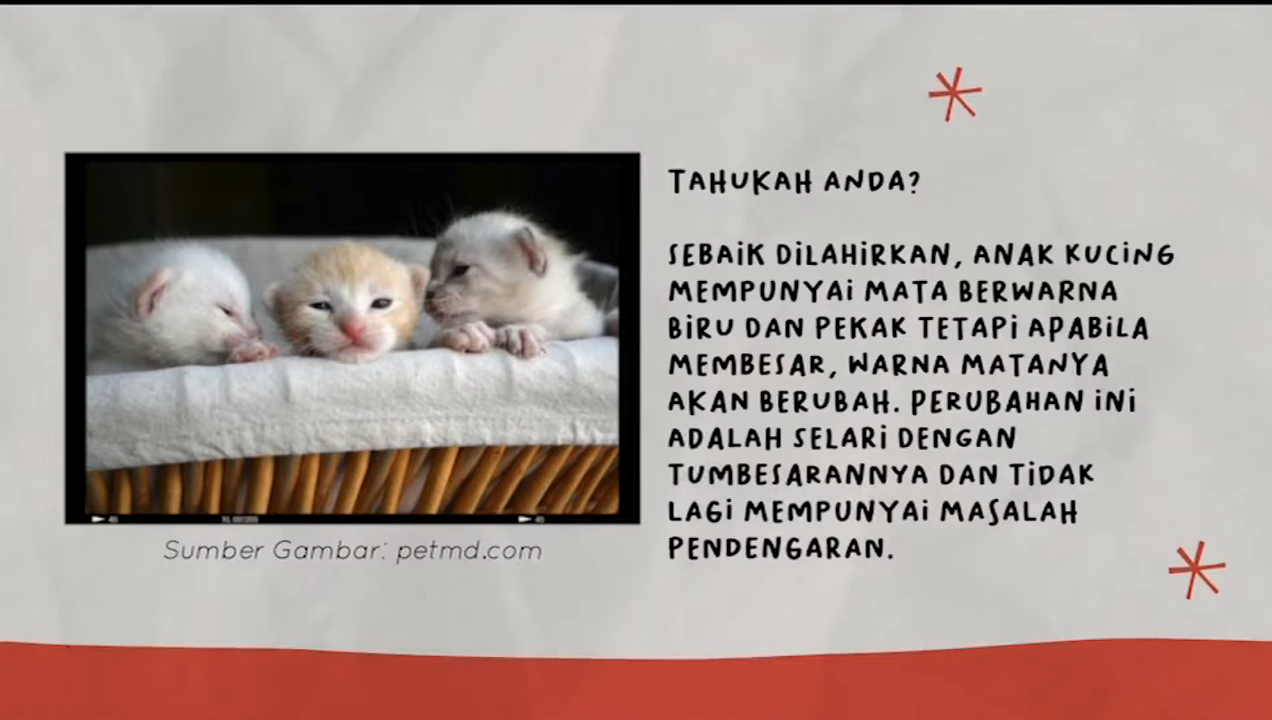 TAHUKAH ANDA?
SEBAIK DILAHIRKAN, ANAK KUCING
MEMPUNYAI MATA BERWARNA
BIRU DAN PEKAK TETAPI APABILA
MEMBESAR, WARNA MATANYA
AKAN BERUBAH. PERUBAHAN INI
ADALAH SELARI DENGAN
TUMBESARANNYA DAN TIDAK
LAGI MEMPUNYAI MASALAH
PENDENGARAN.
Sumber Gambar: petmd.com